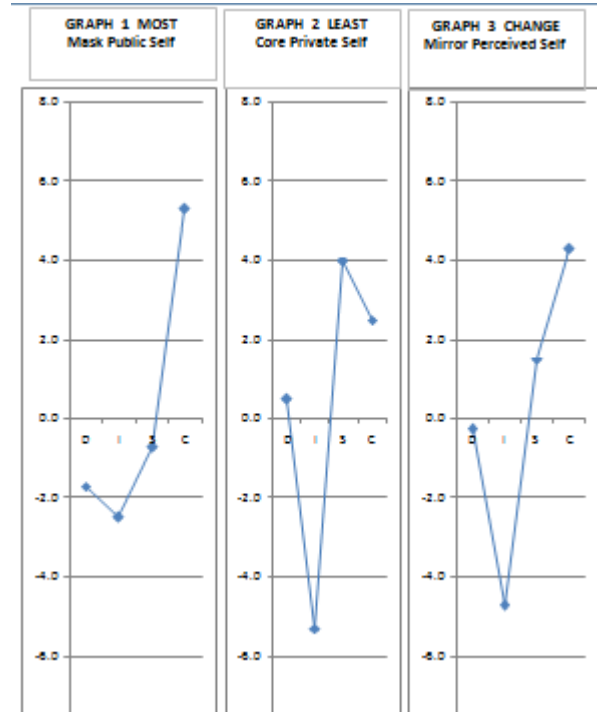 GRAPH 1 MOST
Mask Public Self
8.0
6.0
4.0
2.0
0.0
D I S C
-2.0
-4.0
-6.0
GRAPH 2 LEAST
Core Private Self
8.0
6.0
4.0
2.0
0.0
D I S C
-2.0
-4.0
-6.0
GRAPH 3 CHANGE
Mirror Perceived Self
8.0
6.0
4.0
2.0
0.0
D I S C
-2.0
-4.0
-6.0